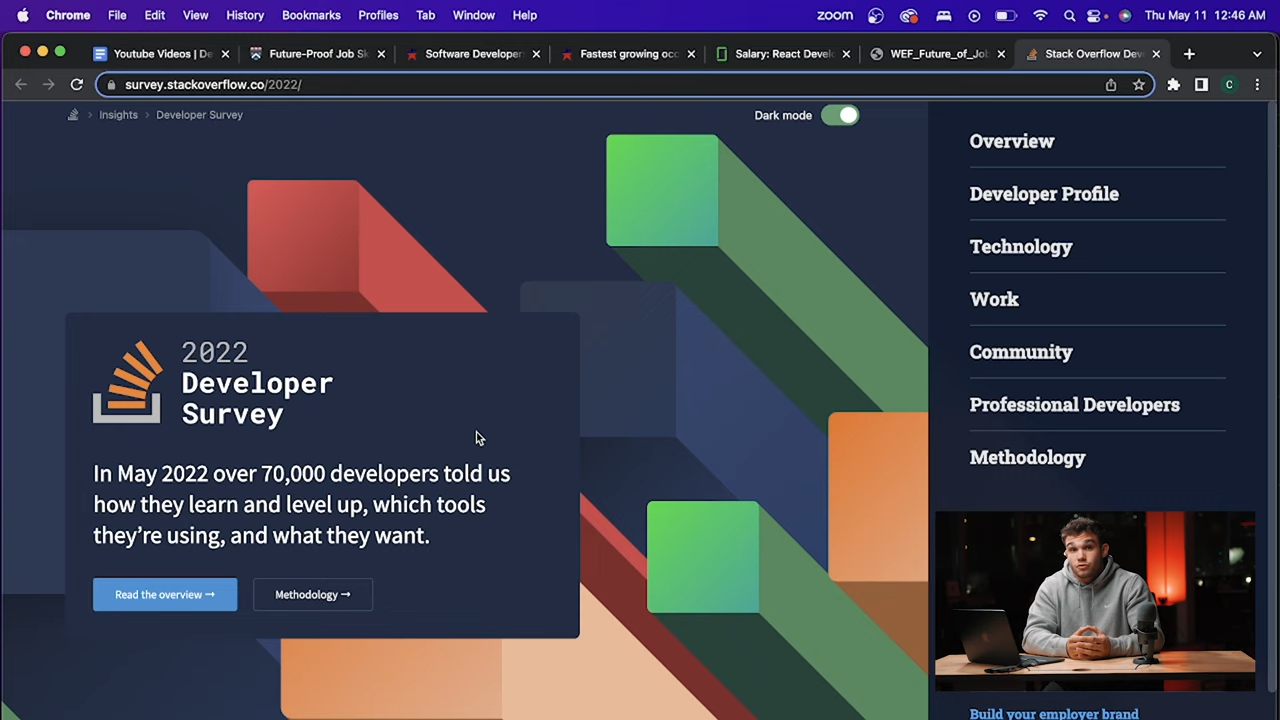 Chrome File Edit View History Bookmarks Profiles Tab Window Help zoom Thu May 11 12:46 AM
Youtube Videos | De Future-Proof Job Sk Software Developer Fastest growing occ Salary: React Devel WEF_Future_of_Job Stack Overflow Dev
survey.stackoverflow.co/2022/ C
Insights Developer Survey
Dark mode
Overview
Developer Profile
Technology
Work
Community
Professional Developers
Methodology
2022
Developer
Survey
In May 2022 over 70,000 developers told us
how they learn and level up, which tools
they're using, and what they want.
Read the overview → Methodology →
Build your employer brand